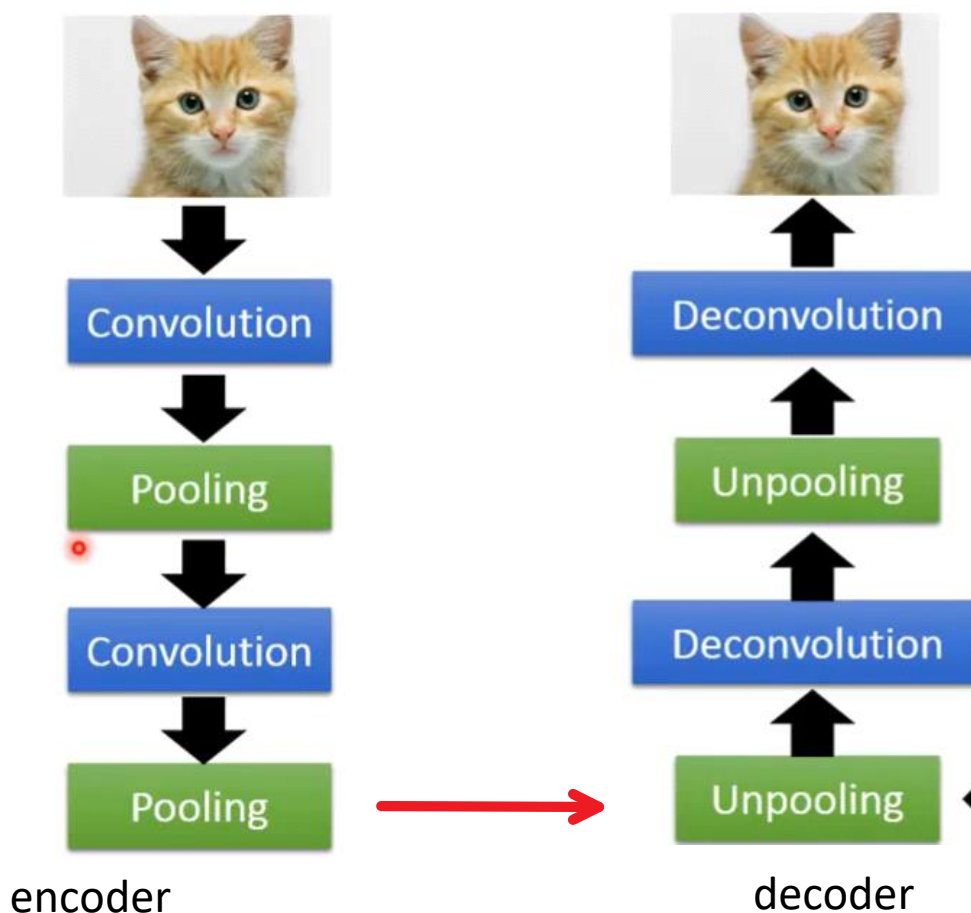 Convolution
Pooling
Convolution
Pooling
encoder
Deconvolution
Unpooling
Deconvolution
Unpooling
decoder